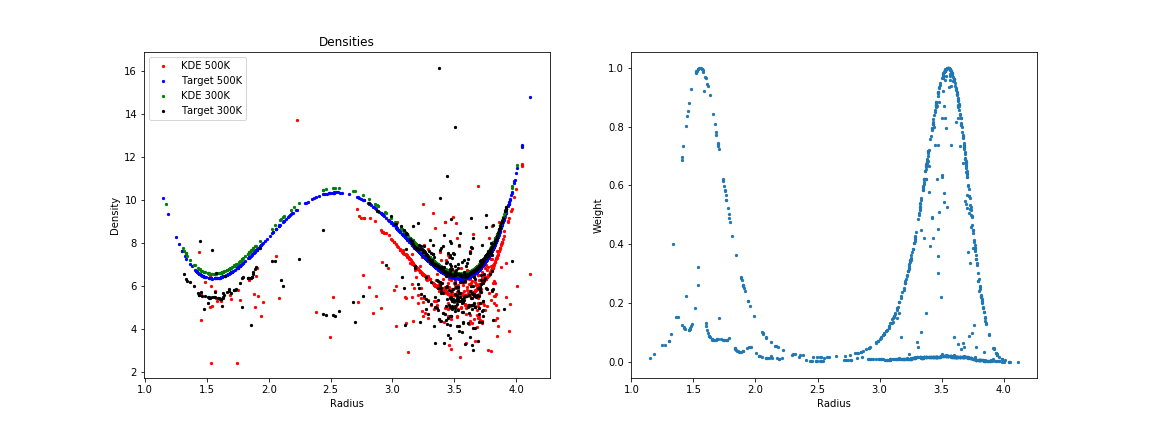 Densities
KDE 500K
Target 500K
KDE 300K
Target 300K
16
14
12
10
8
6
4
2
Density
1.0 1.5 2.0 2.5 3.0 3.5 4.0
Radius
1.0
0.8
0.6
0.4
0.2
0.0
Weight
1.0 1.5 2.0 2.5 3.0 3.5 4.0
Radius